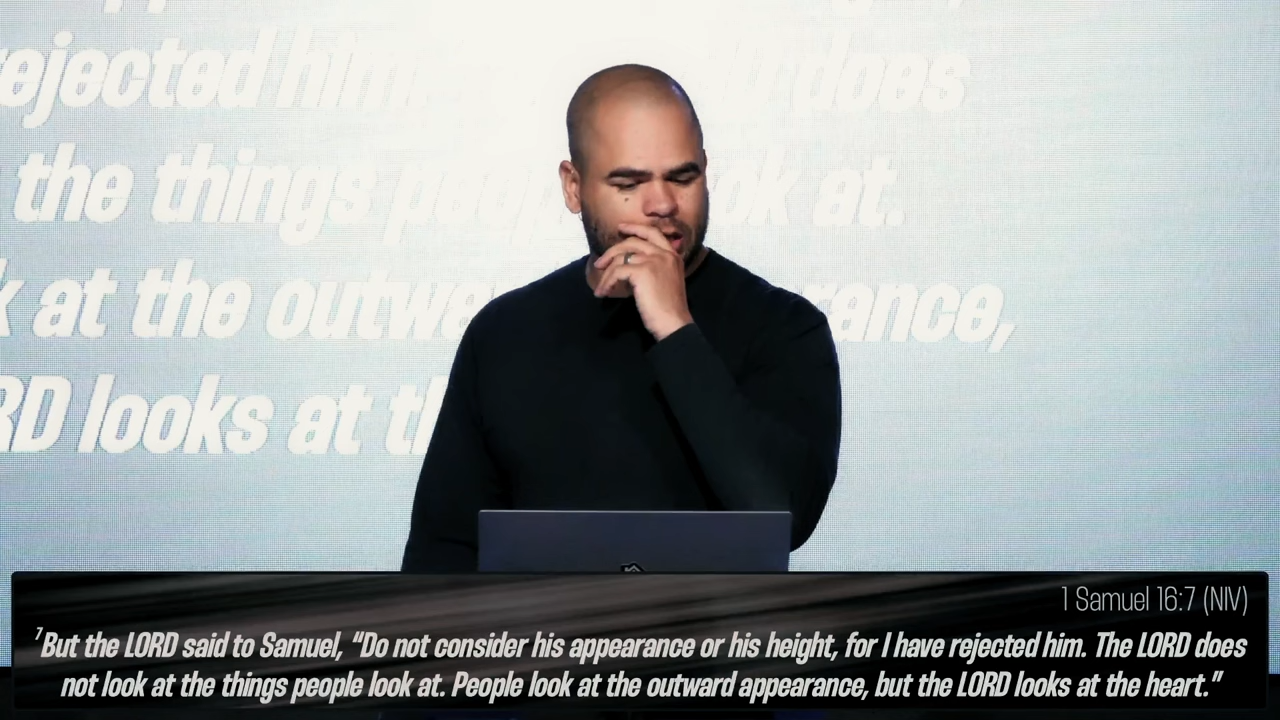 rejected him does
the things people look at.
k at the outwa rance,
RD looks at th
1 Samuel 16:7 (NIV)
7But the LORD said to Samuel, “Do not consider his appearance or his height, for I have rejected him. The LORD does
not look at the things people look at. People look at the outward appearance, but the LORD looks at the heart.”